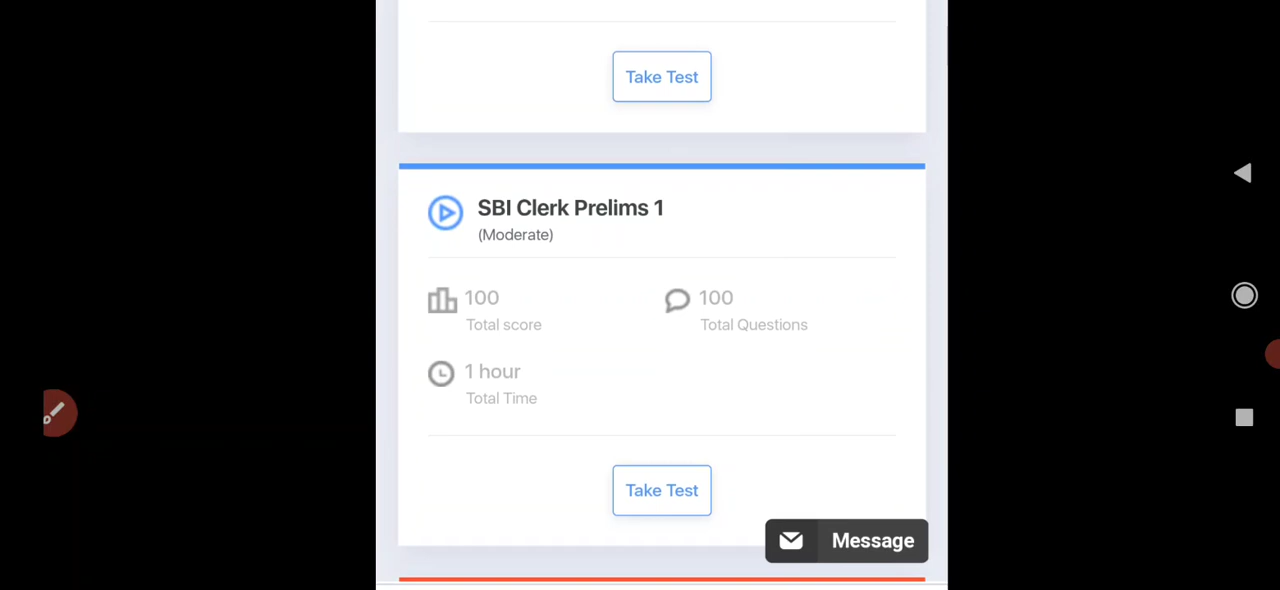 Take Test
SBI Clerk Prelims 1
(Moderate)
100
Total score
100
Total Questions
1 hour
Total Time
Take Test
Message